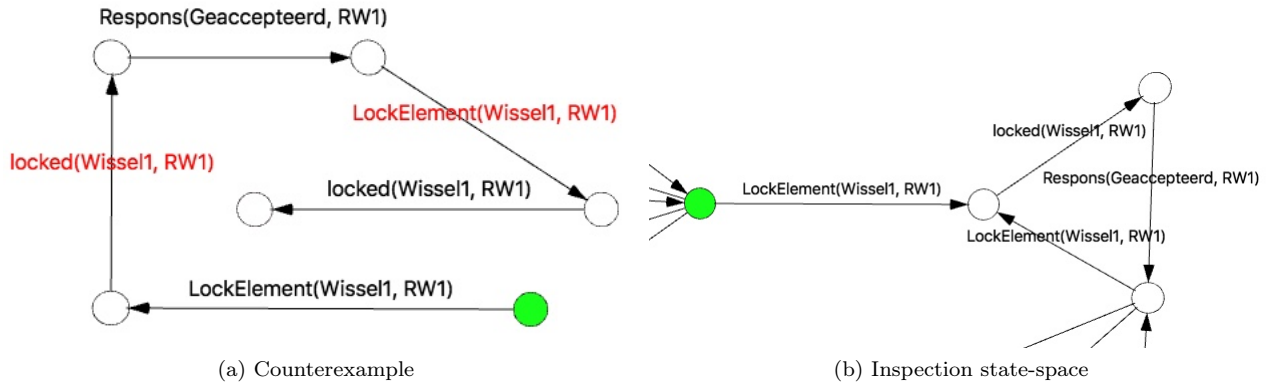 Respons(Geaccepteerd, RW1)
LockElement(Wissel1, RW1)
locked(Wissel1, RW1)
locked(Wissel1, RW1)
LockElement(Wissel1, RW1)
(a) Counterexample
locked(Wissel1, RW1)
Respons(Geaccepteerd, RW1)
LockElement(Wissel1, RW1)
LockElement(Wissel1, RW1)
(b) Inspection state-space